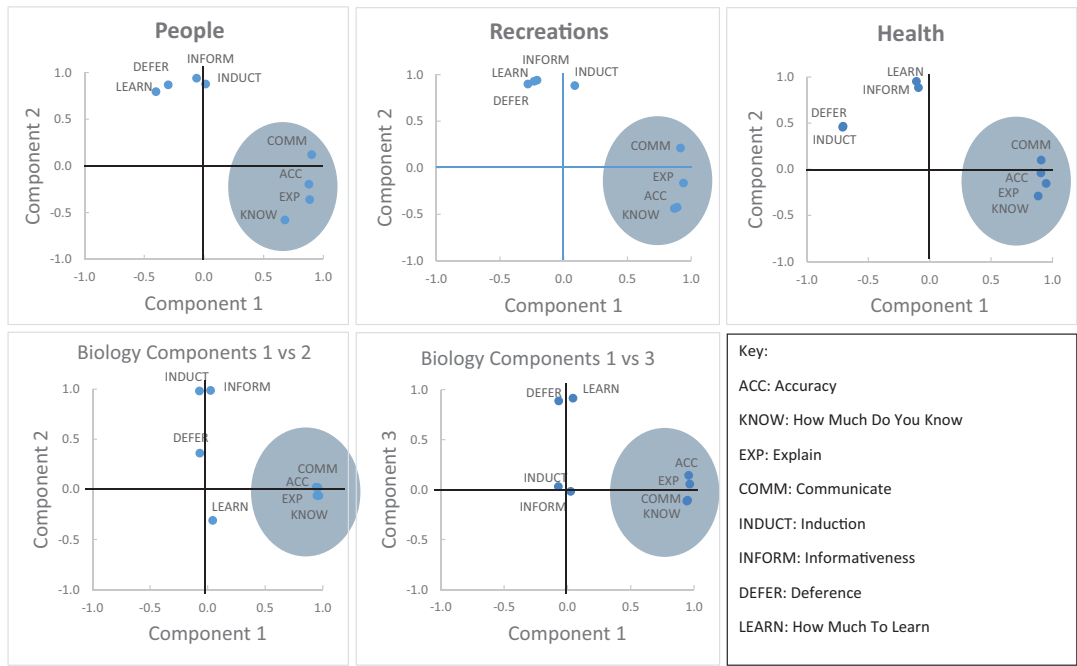 People
INFORM
DEFER
INDUCT
LEARN
1.0
0.5
0.0
-0.5
-1.0
COMM
ACC
EXP
KNOW
-1.0
-0.5
0.0
0.5
1.0
Component 2
Component 1
Recreations
INFORM
LEARN
INDUCT
DEFER
1.0
0.5
0.0
-0.5
-1.0
COMM
EXP
ACC
KNOW
-1.0
-0.5
0.0
0.5
1.0
Component 2
Component 1
Health
LEARN
INFORM
DEFER
INDUCT
1.0
0.5
0.0
-0.5
-1.0
COMM
ACC
EXP
KNOW
-1.0
-0.5
0.0
0.5
1.0
Component 2
Component 1
Biology Components 1 vs 2
INDUCT
INFORM
DEFER
LEARN
1.0
0.5
0.0
-0.5
-1.0
COMM
ACC
EXP
KNOW
-1.0
-0.5
0.0
0.5
1.0
Component 2
Component 1
Biology Components 1 vs 3
DEFER
LEARN
INDUCT
INFORM
1.0
0.5
0.0
-0.5
-1.0
ACC
EXP
COMM
KNOW
-1.0
-0.5
0.0
0.5
1.0
Component 3
Component 1
Key:
ACC: Accuracy
KNOW: How Much Do You Know
EXP: Explain
COMM: Communicate
INDUCT: Induction
INFORM: Informativeness
DEFER: Deference
LEARN: How Much To Learn